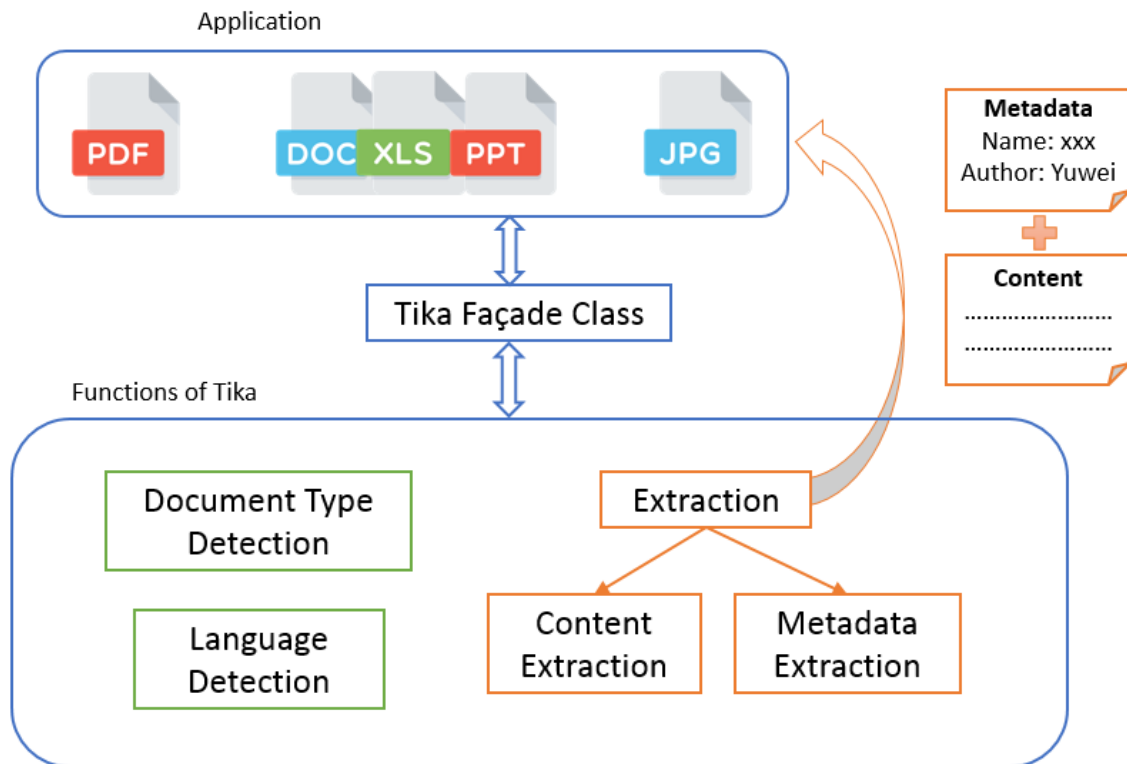 Application
PDF
DOC
XLS
PPT
JPG
Metadata
Name: xxx
Author: Yuwei
Content
........................
........................
Tika Façade Class
Functions of Tika
Document Type
Detection
Language
Detection
Extraction
Content
Extraction
Metadata
Extraction